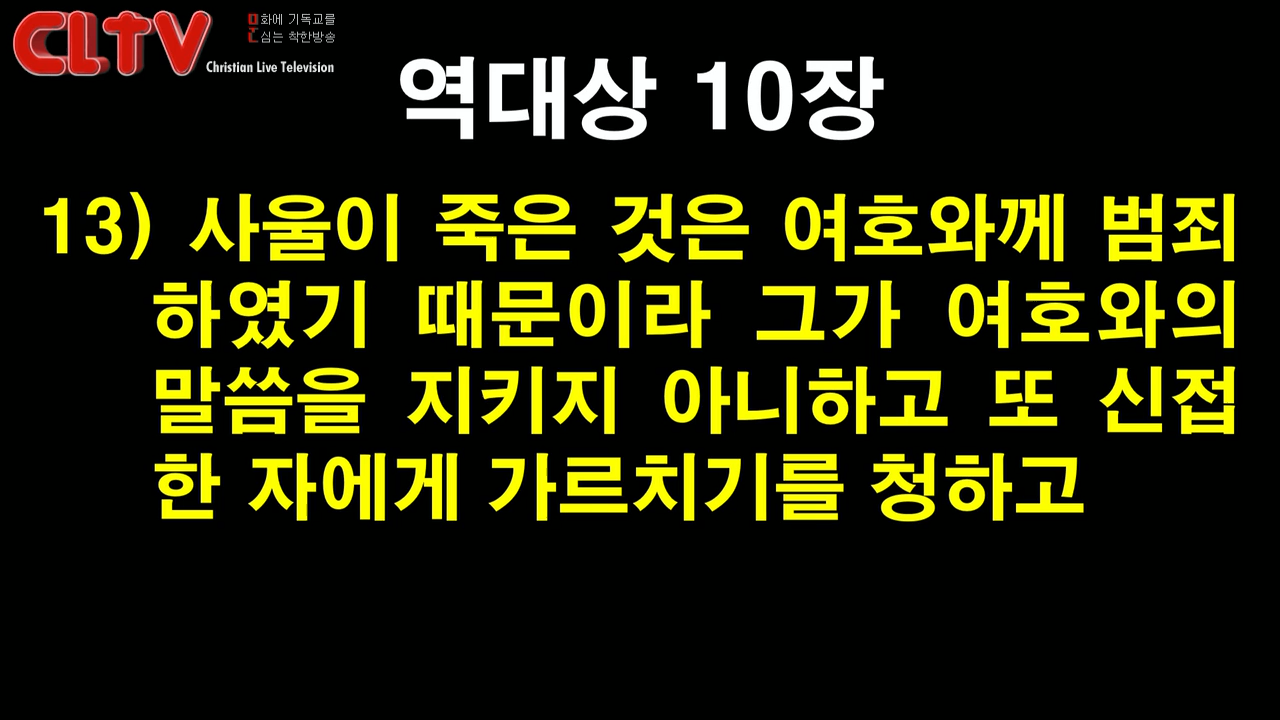 CLTV
문화에 기독교를
심는 착한방송
Christian Live Television
역대상 10장
13) 사울이 죽은 것은 여호와께 범죄
하였기 때문이라 그가 여호와의
말씀을 지키지 아니하고 또 신접
한 자에게 가르치기를 청하고